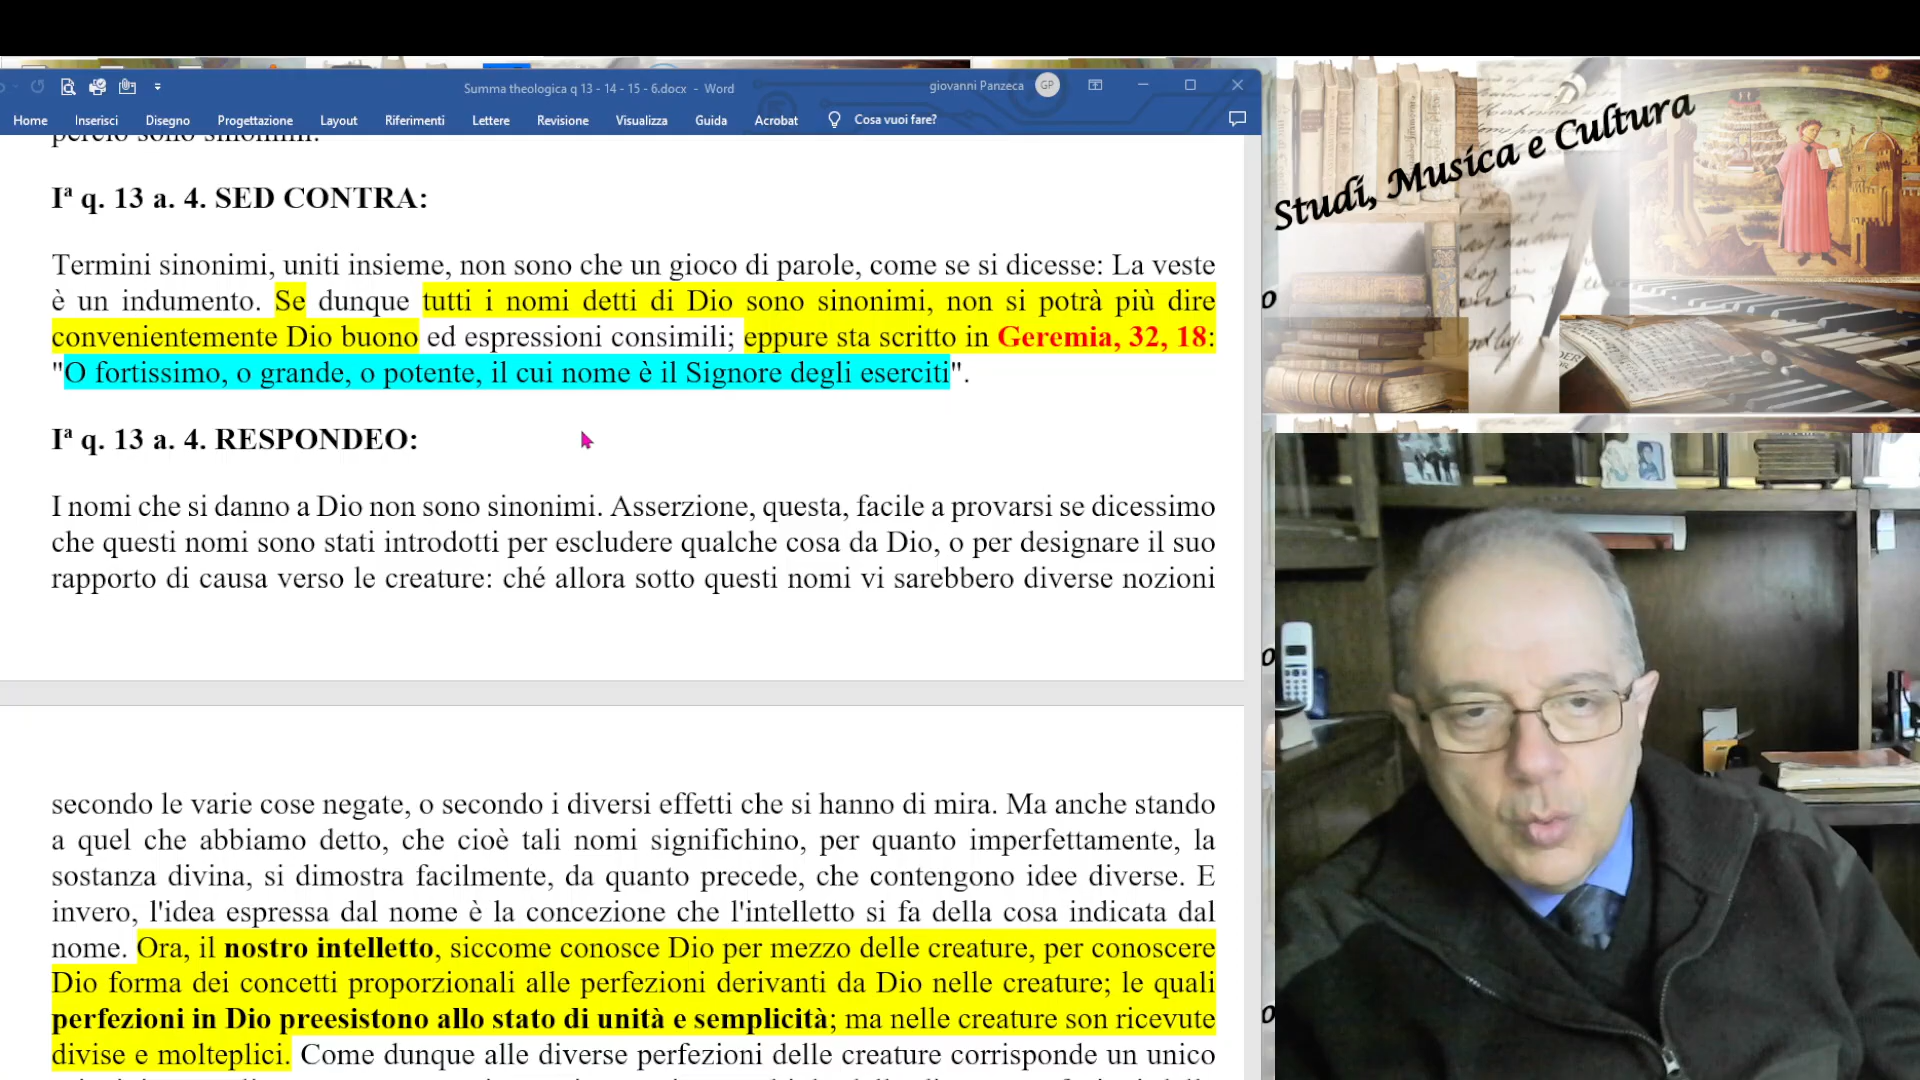 Summa theologica q 13 - 14 - 15 - 6.docx - Word
giovanni Panzeca
GP
Home Inserisci Disegno Progettazione Layout Riferimenti Lettere Revisione Visualizza Guida Acrobat Cosa vuoi fare?
perciò sono sinonimi.
Iª q. 13 a. 4. SED CONTRA:
Termini sinonimi, uniti insieme, non sono che un gioco di parole, come se si dicesse: La veste
è un indumento. Se dunque tutti i nomi detti di Dio sono sinonimi, non si potrà più dire
convenientemente Dio buono ed espressioni consimili; eppure sta scritto in Geremia, 32, 18:
"O fortissimo, o grande, o potente, il cui nome è il Signore degli eserciti".
Iª q. 13 a. 4. RESPONDEO:
I nomi che si danno a Dio non sono sinonimi. Asserzione, questa, facile a provarsi se dicessimo
che questi nomi sono stati introdotti per escludere qualche cosa da Dio, o per designare il suo
rapporto di causa verso le creature: ché allora sotto questi nomi vi sarebbero diverse nozioni
secondo le varie cose negate, o secondo i diversi effetti che si hanno di mira. Ma anche stando
a quel che abbiamo detto, che cioè tali nomi significhino, per quanto imperfettamente, la
sostanza divina, si dimostra facilmente, da quanto precede, che contengono idee diverse. E
invero, l'idea espressa dal nome è la concezione che l'intelletto si fa della cosa indicata dal
nome. Ora, il nostro intelletto, siccome conosce Dio per mezzo delle creature, per conoscere
Dio forma dei concetti proporzionali alle perfezioni derivanti da Dio nelle creature; le quali
perfezioni in Dio preesistono allo stato di unità e semplicità; ma nelle creature son ricevute
divise e molteplici. Come dunque alle diverse perfezioni delle creature corrisponde un unico
Studi, Musica e Cultura